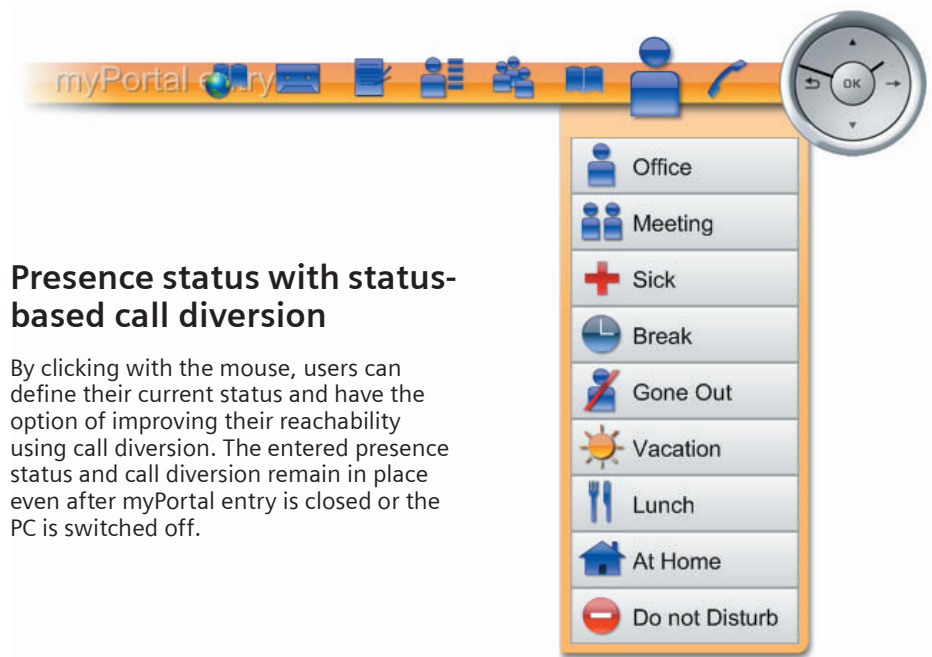 myPortal entry
OK
Office
Meeting
Sick
Break
Gone Out
Vacation
Lunch
At Home
Do not Disturb
Presence status with status-
based call diversion
By clicking with the mouse, users can
define their current status and have the
option of improving their reachability
using call diversion. The entered presence
status and call diversion remain in place
even after myPortal entry is closed or the
PC is switched off.